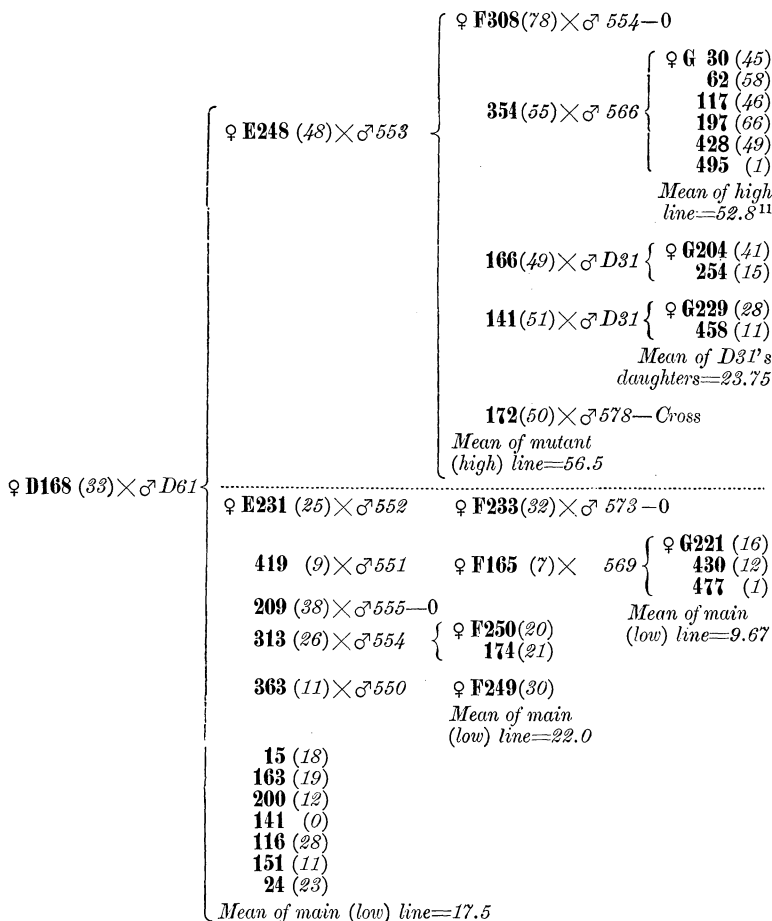 ♀ F308 (78) × ♂ 554—0
♀ G 30 (45)
62 (58)
117 (46)
♀ E248 (48) × ♂ 553
354 (55) × ♂ 566
197 (66)
428 (49)
495 (1)
Mean of high
line=52.8¹¹
166 (49) × ♂ D31
♀ G204 (41)
254 (15)
141 (51) × ♂ D31
♀ G229 (28)
458 (11)
Mean of D31's
daughters=23.75
172 (50) × ♂ 578—Cross
Mean of mutant
(high) line=56.5
♀ D168 (33) × ♂ D61
♀ E231 (25) × ♂ 552 ♀ F233 (32) × ♂ 573—0
♀ G221 (16)
419 (9) × ♂ 551 ♀ F165 (7) × 569
430 (12)
477 (1)
209 (38) × ♂ 555—0
Mean of main
(low) line=9.67
313 (26) × ♂ 554
♀ F250 (20)
174 (21)
363 (11) × ♂ 550 ♀ F249 (30)
Mean of main
(low) line=22.0
15 (18)
163 (19)
200 (12)
141 (0)
116 (28)
151 (11)
24 (23)
Mean of main (low) line=17.5